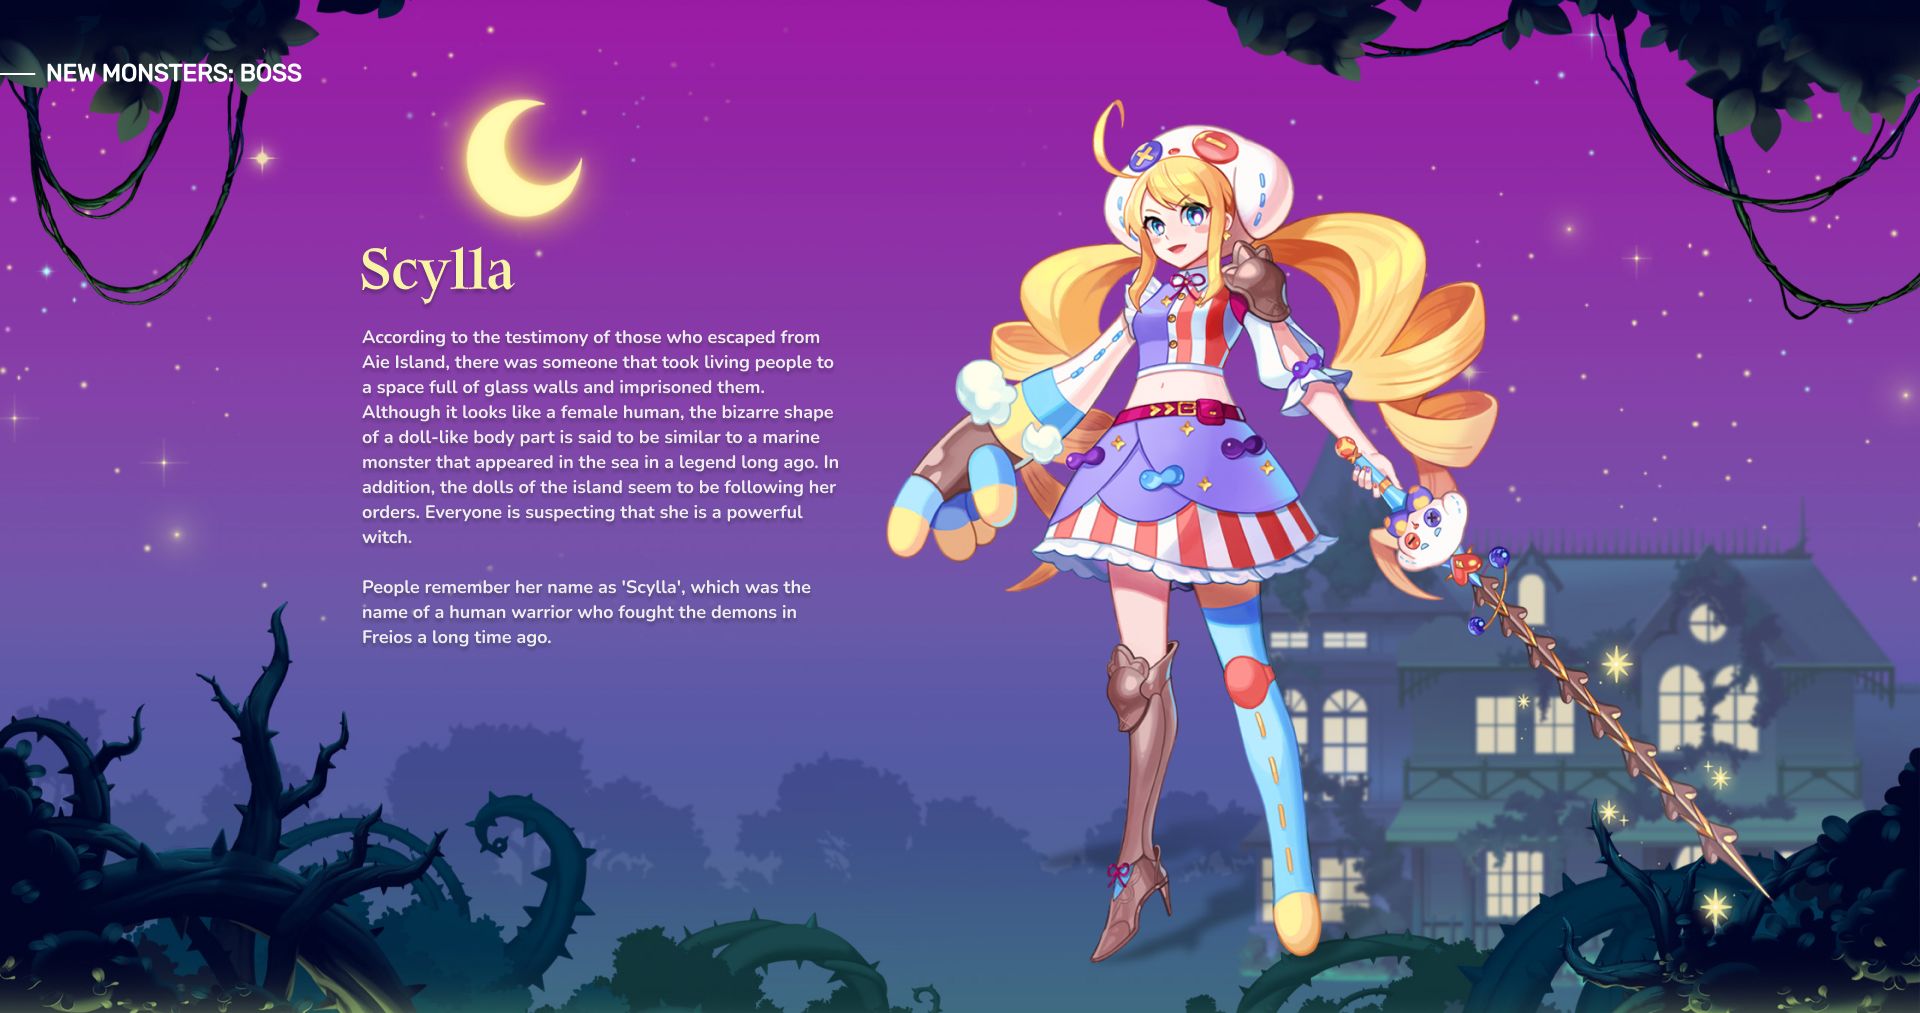 NEW MONSTERS: BOSS
Scylla
According to the testimony of those who escaped from
Aie Island, there was someone that took living people to
a space full of glass walls and imprisoned them.
Although it looks like a female human, the bizarre shape
of a doll-like body part is said to be similar to a marine
monster that appeared in the sea in a legend long ago. In
addition, the dolls of the island seem to be following her
orders. Everyone is suspecting that she is a powerful
witch.
People remember her name as 'Scylla', which was the
name of a human warrior who fought the demons in
Freios a long time ago.